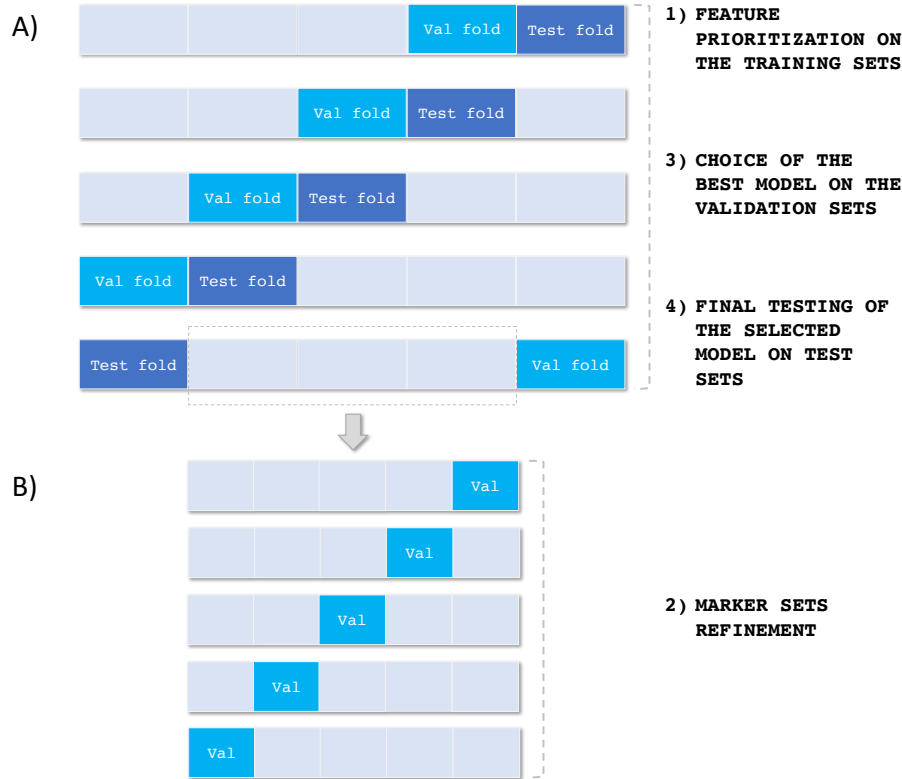 A)
Val fold Test fold
Val fold Test fold
Val fold Test fold
Val fold Test fold
Test fold Val fold
1) FEATURE
PRIORITIZATION ON
THE TRAINING SETS
3) CHOICE OF THE
BEST MODEL ON THE
VALIDATION SETS
4) FINAL TESTING OF
THE SELECTED
MODEL ON TEST
SETS
B)
Val
Val
Val
Val
Val
2) MARKER SETS
REFINEMENT